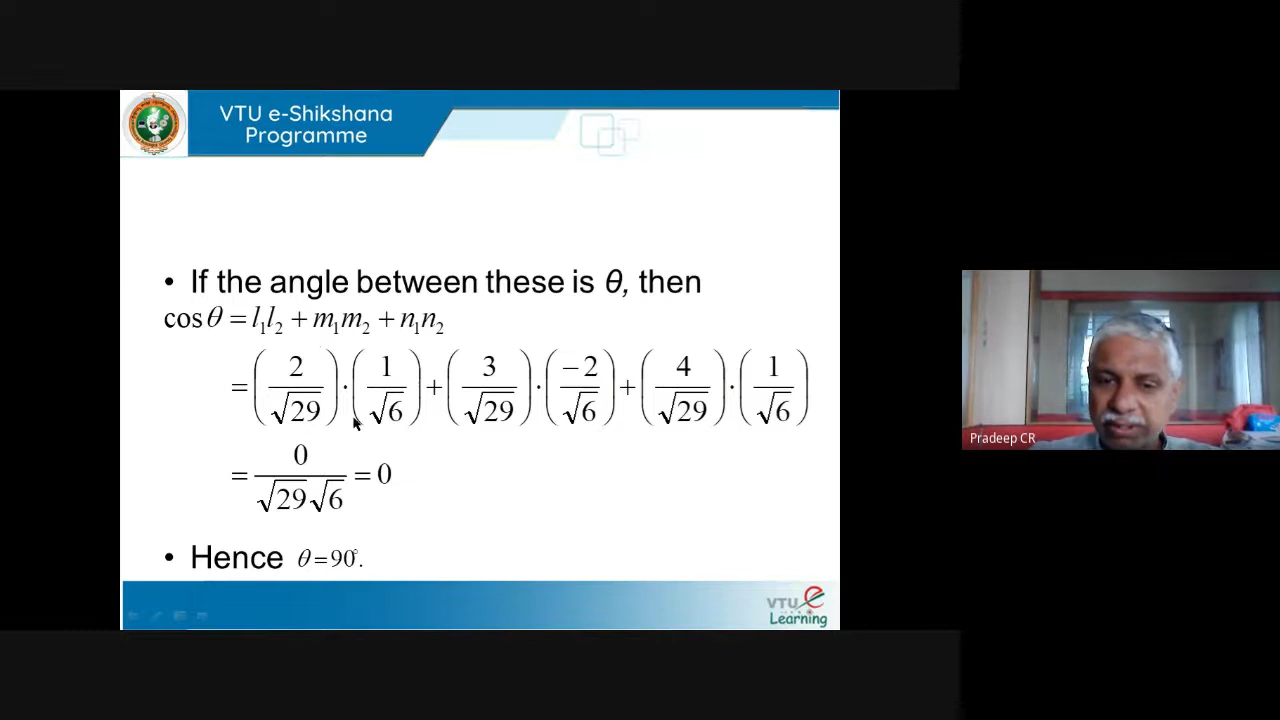 VTU e-Shikshana
Programme
• If the angle between these is θ, then
cosθ = l₁l₂ + m₁m₂ + n₁n₂
= (2/√29)·(1/√6) + (3/√29)·(−2/√6) + (4/√29)·(1/√6)
= 0/√29√6 = 0
• Hence θ = 90°.
Pradeep CR
VTU e
Learning